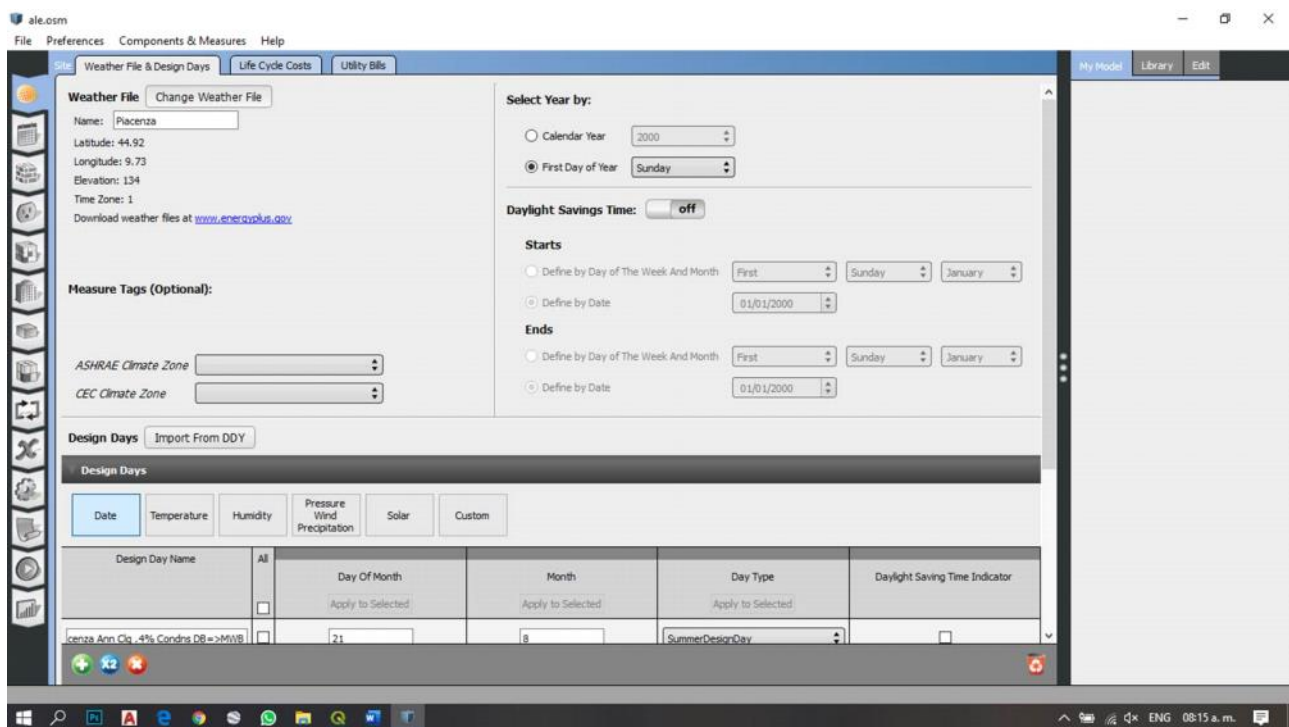 ale.osm
File Preferences Components & Measures Help
Site Weather File & Design Days Life Cycle Costs Utility Bills
My Model Library Edit
Weather File Change Weather File
Name: Piacenza
Latitude: 44.92
Longitude: 9.73
Elevation: 134
Time Zone: 1
Download weather files at www.energyplus.gov
Measure Tags (Optional):
ASHRAE Climate Zone
CEC Climate Zone
Select Year by:
Calendar Year 2000
First Day of Year Sunday
Daylight Savings Time: off
Starts
Define by Day of The Week And Month First Sunday January
Define by Date 01/01/2000
Ends
Define by Day of The Week And Month First Sunday January
Define by Date 01/01/2000
Design Days Import From DDY
Design Days
Date Temperature Humidity Pressure Wind Precipitation Solar Custom
Design Day Name All Day Of Month Month Day Type Daylight Saving Time Indicator
Apply to Selected Apply to Selected Apply to Selected
cenza Ann Clg .4% Condns DB=>MWB 21 8 SummerDesignDay
X2
Ps A W
ENG 08:15 a. m.